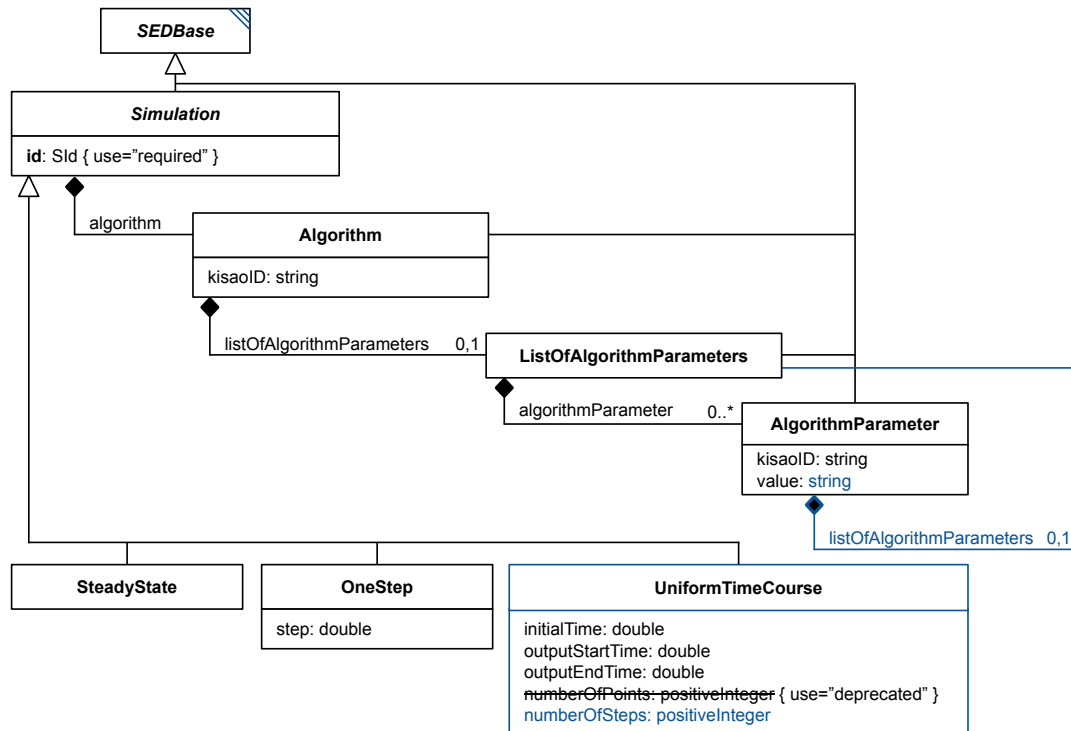 SEDBase
Simulation
id: SId { use=”required” }
algorithm
Algorithm
kisaoID: string
listOfAlgorithmParameters 0,1
ListOfAlgorithmParameters
algorithmParameter 0..*
AlgorithmParameter
kisaoID: string
value: string
listOfAlgorithmParameters 0,1
SteadyState
OneStep
step: double
UniformTimeCourse
initialTime: double
outputStartTime: double
outputEndTime: double
numberOfPoints: positiveInteger { use=”deprecated” }
numberOfSteps: positiveInteger